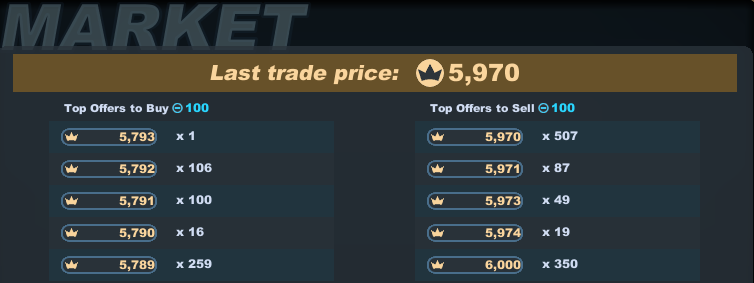 MARKET
Last trade price: 5,970
Top Offers to Buy 100
5,793 x 1
5,792 x 106
5,791 x 100
5,790 x 16
5,789 x 259
Top Offers to Sell 100
5,970 x 507
5,971 x 87
5,973 x 49
5,974 x 19
6,000 x 350